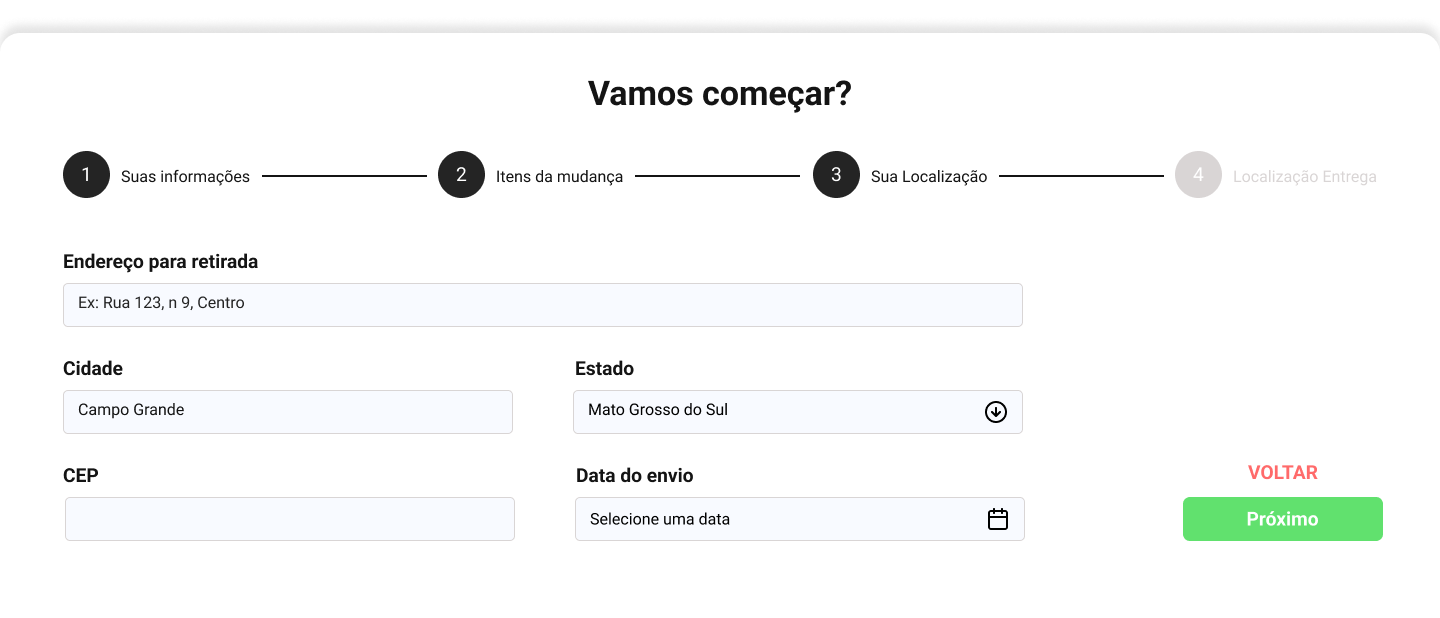 Vamos começar?
1 Suas informações 2 Itens da mudança 3 Sua Localização 4 Localização Entrega
Endereço para retirada
Ex: Rua 123, n 9, Centro
Cidade Estado
Campo Grande Mato Grosso do Sul
CEP Data do envio VOLTAR
Selecione uma data Próximo